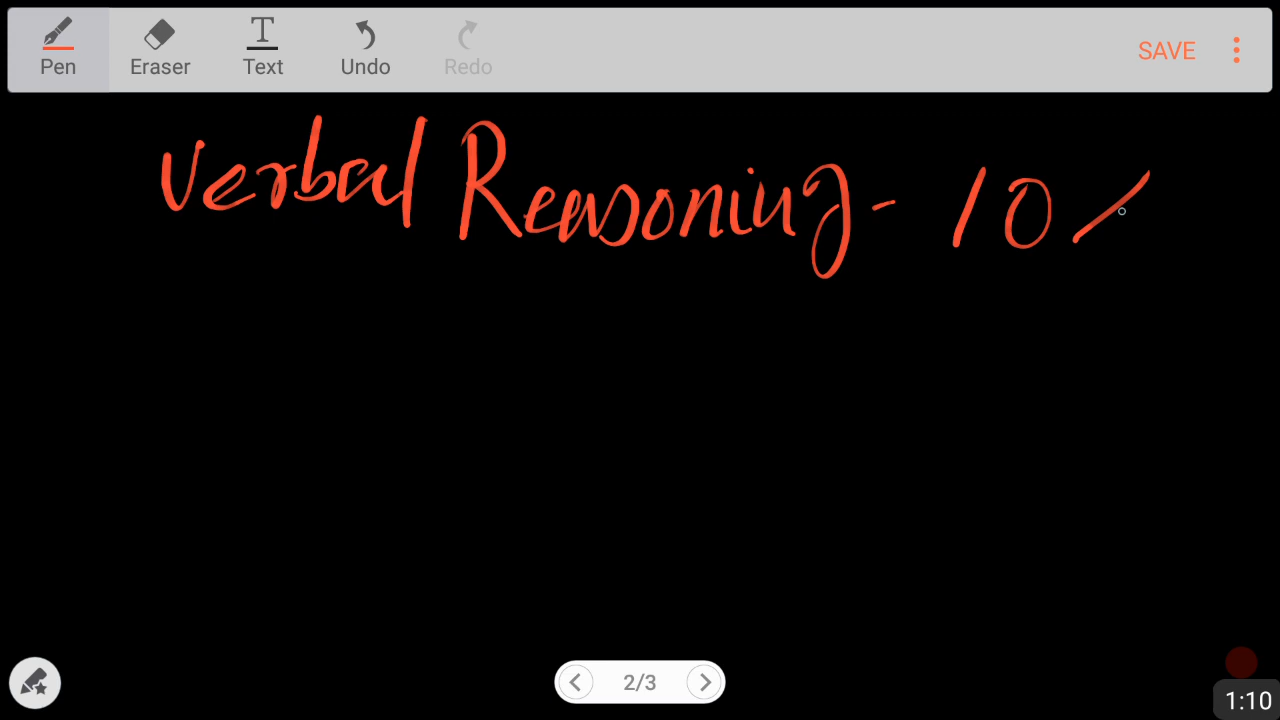 Pen Eraser Text Undo Redo SAVE
Verbal Reasoning - 10/
2/3
1:10